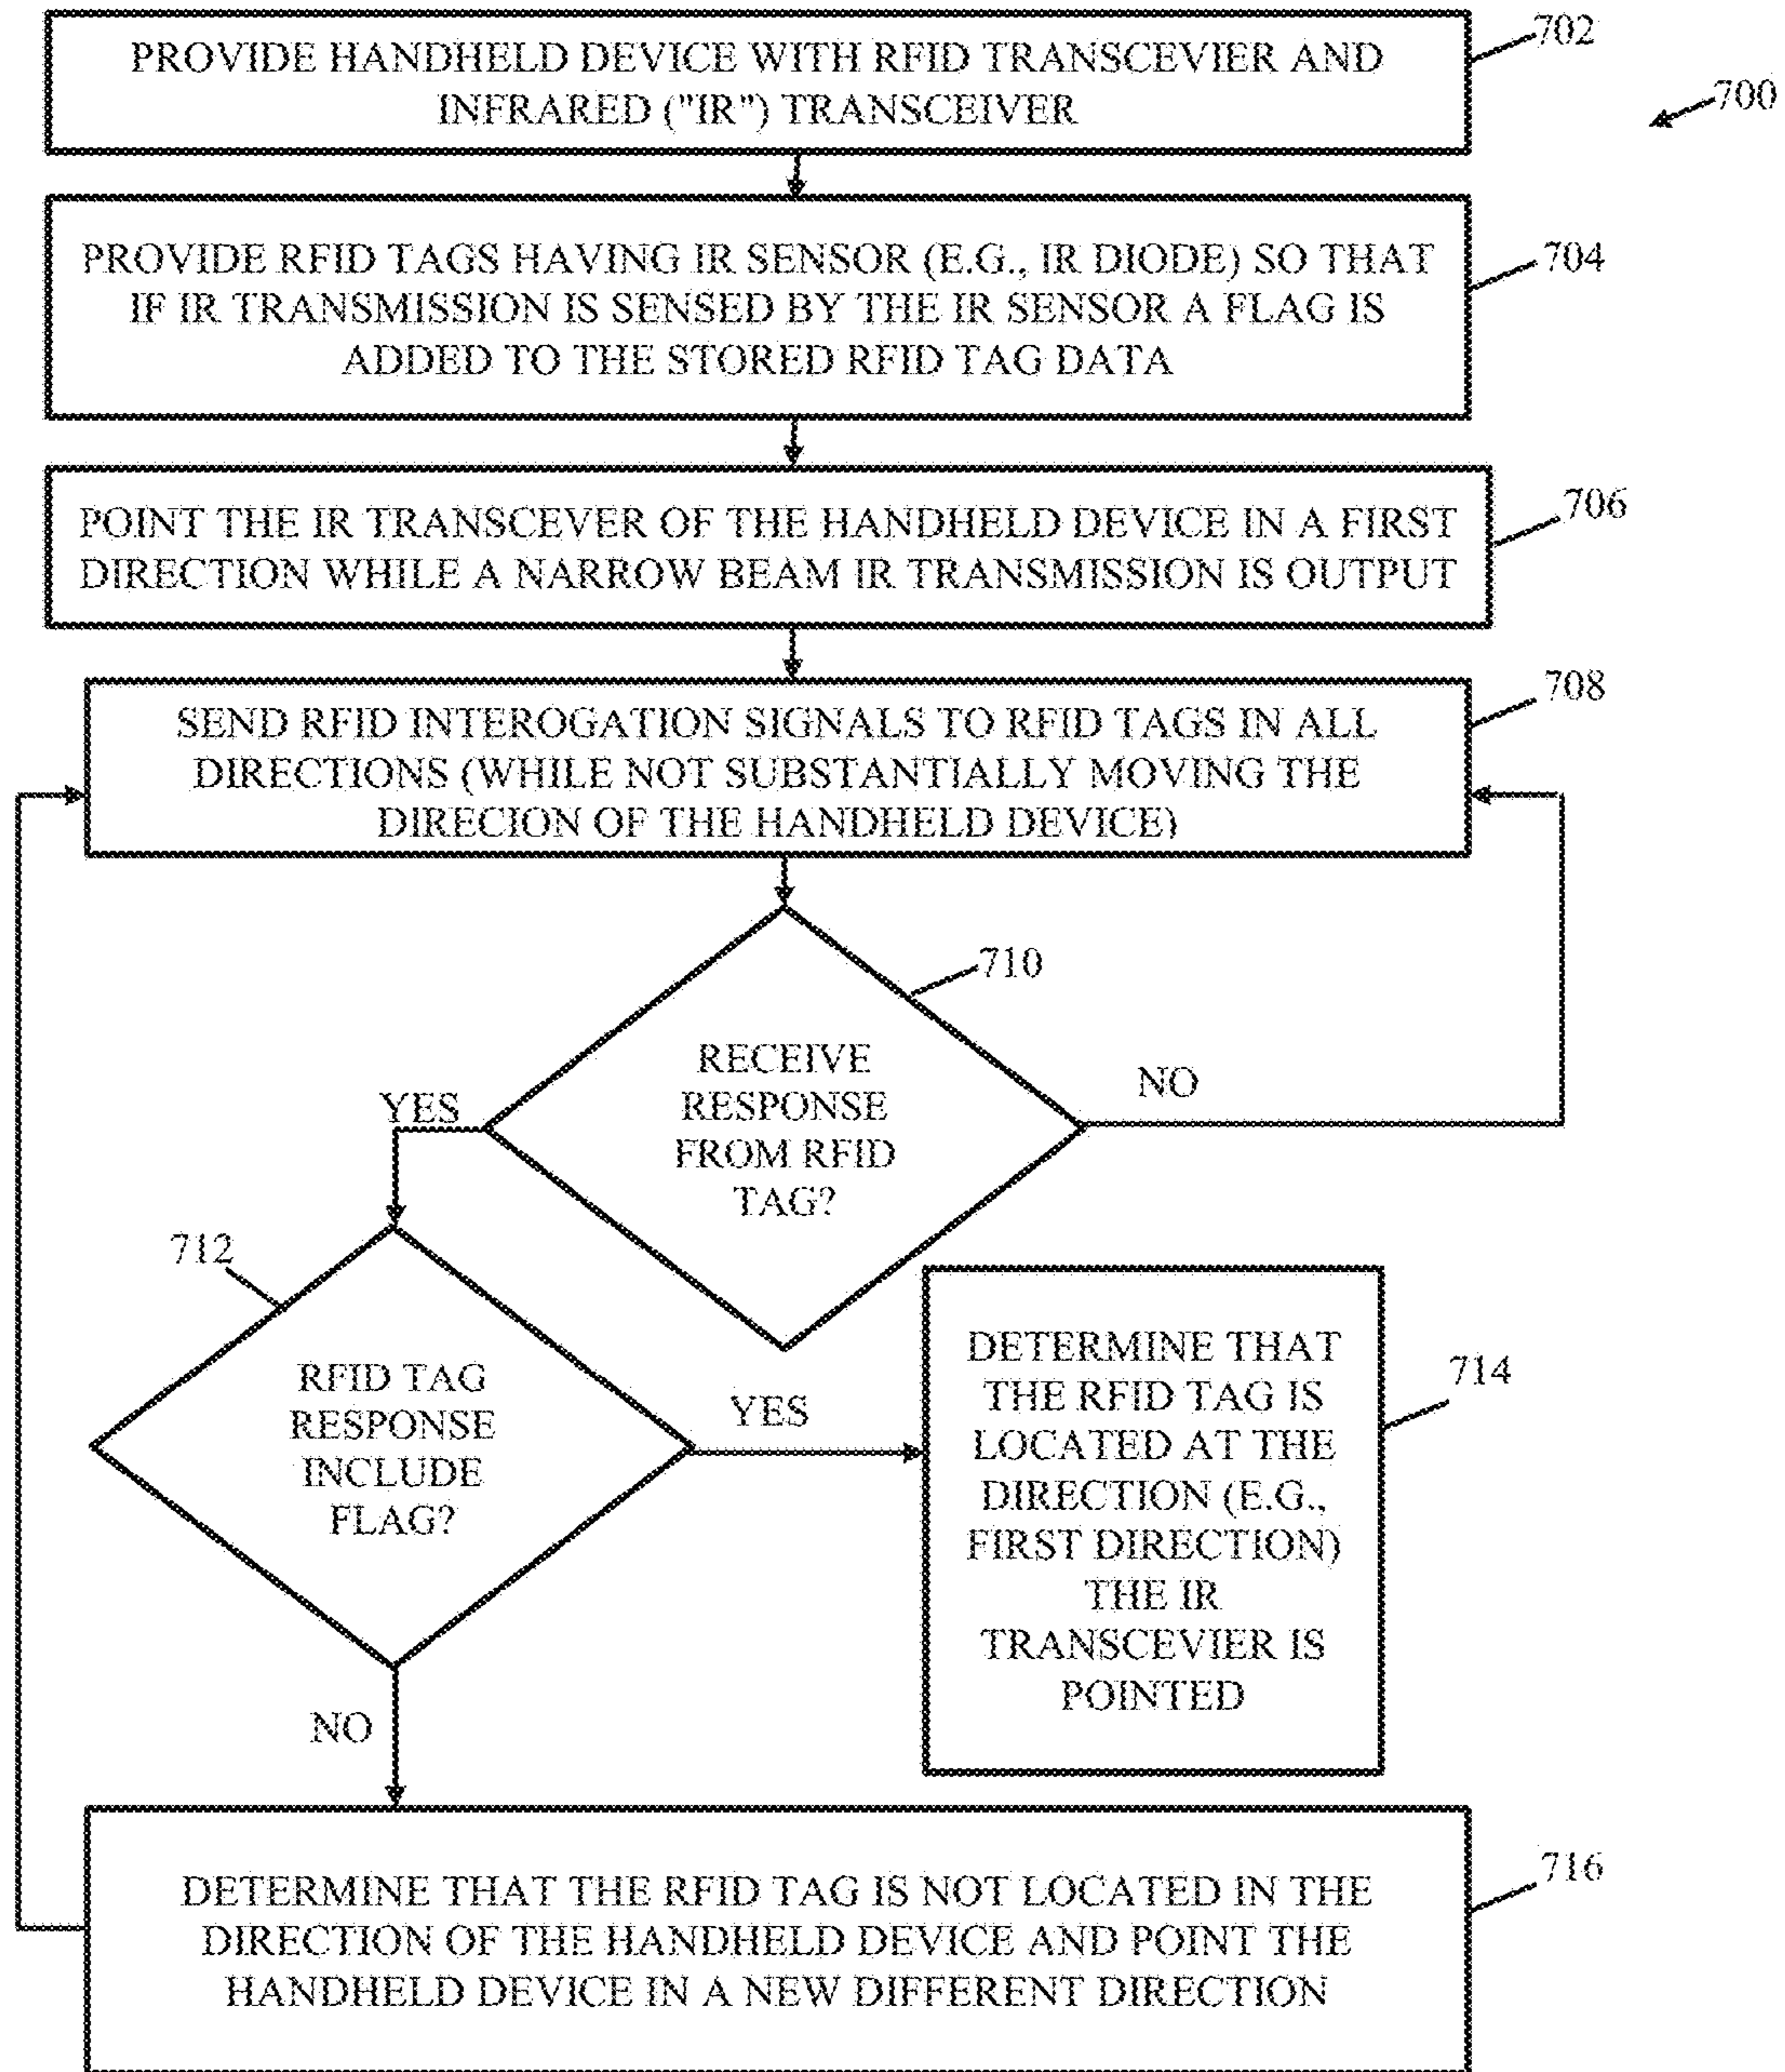 PROVIDE HANDHELD DEVICE WITH RFID TRANSCEVIER AND
INFRARED ("IR") TRANSCEIVER
702
700
PROVIDE RFID TAGS HAVING IR SENSOR (E.G., IR DIODE) SO THAT
IF IR TRANSMISSION IS SENSED BY THE IR SENSOR A FLAG IS
ADDED TO THE STORED RFID TAG DATA
704
POINT THE IR TRANSCEVER OF THE HANDHELD DEVICE IN A FIRST
DIRECTION WHILE A NARROW BEAM IR TRANSMISSION IS OUTPUT
706
SEND RFID INTEROGATION SIGNALS TO RFID TAGS IN ALL
DIRECTIONS (WHILE NOT SUBSTANTIALLY MOVING THE
DIRECION OF THE HANDHELD DEVICE)
708
710
RECEIVE
RESPONSE
FROM RFID
TAG?
YES
NO
712
RFID TAG
RESPONSE
INCLUDE
FLAG?
YES
NO
DETERMINE THAT
THE RFID TAG IS
LOCATED AT THE
DIRECTION (E.G.,
FIRST DIRECTION)
THE IR
TRANSCEVIER IS
POINTED
714
DETERMINE THAT THE RFID TAG IS NOT LOCATED IN THE
DIRECTION OF THE HANDHELD DEVICE AND POINT THE
HANDHELD DEVICE IN A NEW DIFFERENT DIRECTION
716